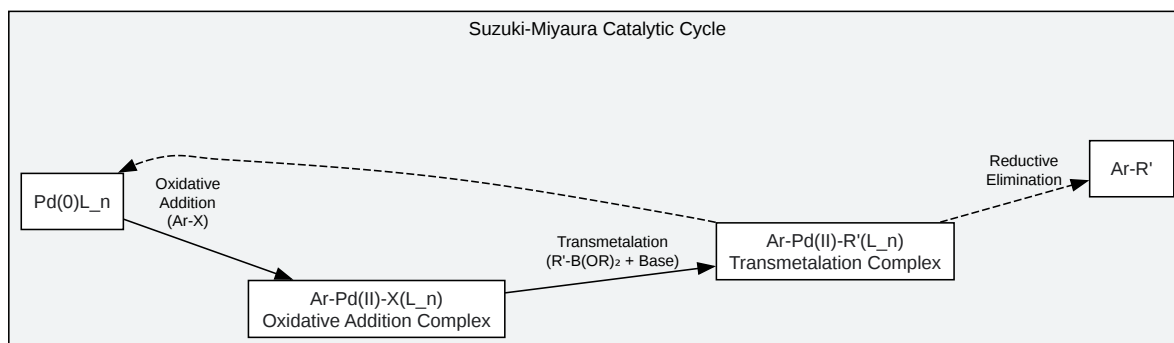 Suzuki-Miyaura Catalytic Cycle
Pd(0)L_n
Oxidative
Addition
(Ar-X)
Ar-Pd(II)-X(L_n)
Oxidative Addition Complex
Transmetalation
(R'-B(OR)₂ + Base)
Ar-Pd(II)-R'(L_n)
Transmetalation Complex
Reductive
Elimination
Ar-R'